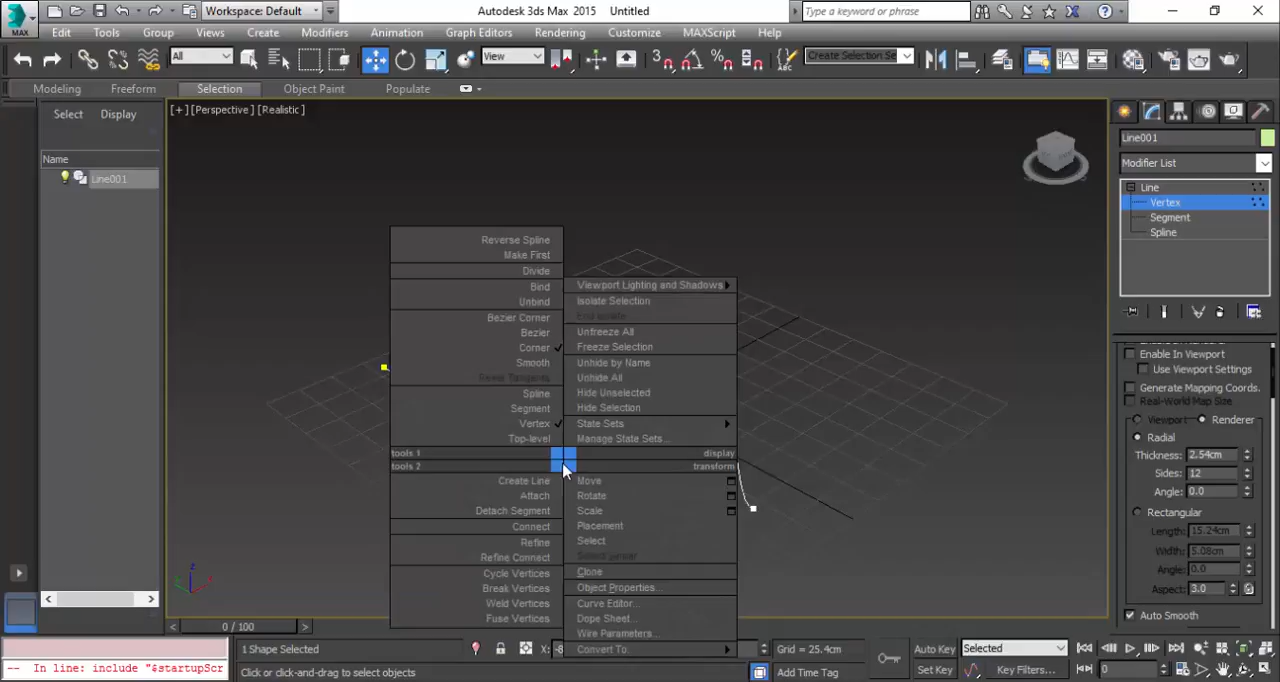 MAX
Workspace: Default
Autodesk 3ds Max 2015
Untitled
Type a keyword or phrase
Edit
Tools
Group
Views
Create
Modifiers
Animation
Graph Editors
Rendering
Customize
MAXScript
Help
All
View
Create Selection Se
Modeling
Freeform
Selection
Object Paint
Populate
Select
Display
Name
Line001
[+] [Perspective] [Realistic]
Reverse Spline
Make First
Divide
Bind
Unbind
Bezier Corner
Bezier
Corner
Smooth
Reset Tangents
Spline
Segment
Vertex
Top-level
tools 1
tools 2
Create Line
Attach
Detach Segment
Connect
Refine
Refine Connect
Cycle Vertices
Break Vertices
Weld Vertices
Fuse Vertices
Viewport Lighting and Shadows
Isolate Selection
End Isolate
Unfreeze All
Freeze Selection
Unhide by Name
Unhide All
Hide Unselected
Hide Selection
State Sets
Manage State Sets...
display
transform
Move
Rotate
Scale
Placement
Select
Select Similar
Clone
Object Properties...
Curve Editor...
Dope Sheet...
Wire Parameters...
Convert To:
Line001
Modifier List
Line
Vertex
Segment
Spline
Enable In Viewport
Use Viewport Settings
Generate Mapping Coords.
Real-World Map Size
Viewport
Renderer
Radial
Thickness: 2.54cm
Sides: 12
Angle: 0.0
Rectangular
Length: 15.24cm
Width: 5.08cm
Angle: 0.0
Aspect: 3.0
Auto Smooth
z
0 / 100
1 Shape Selected
X: -8
Grid = 25.4cm
Auto Key
Selected
-- In line: include "$startupScr
Click or click-and-drag to select objects
Add Time Tag
Set Key
Key Filters...
0